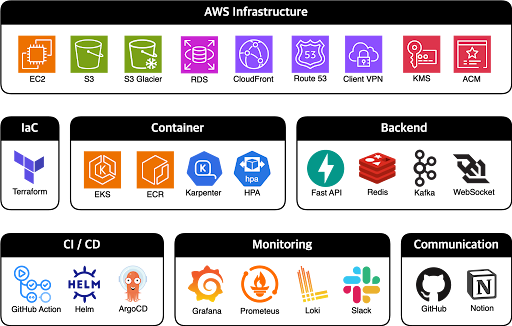 AWS Infrastructure
EC2 S3 S3 Glacier RDS CloudFront Route 53 Client VPN KMS ACM
53
IaC Container Backend
hpa
Terraform EKS ECR Karpenter HPA Fast API Redis Kafka WebSocket
CI / CD Monitoring Communication
HELM
GitHub Action Helm ArgoCD Grafana Prometeus Loki Slack GitHub Notion